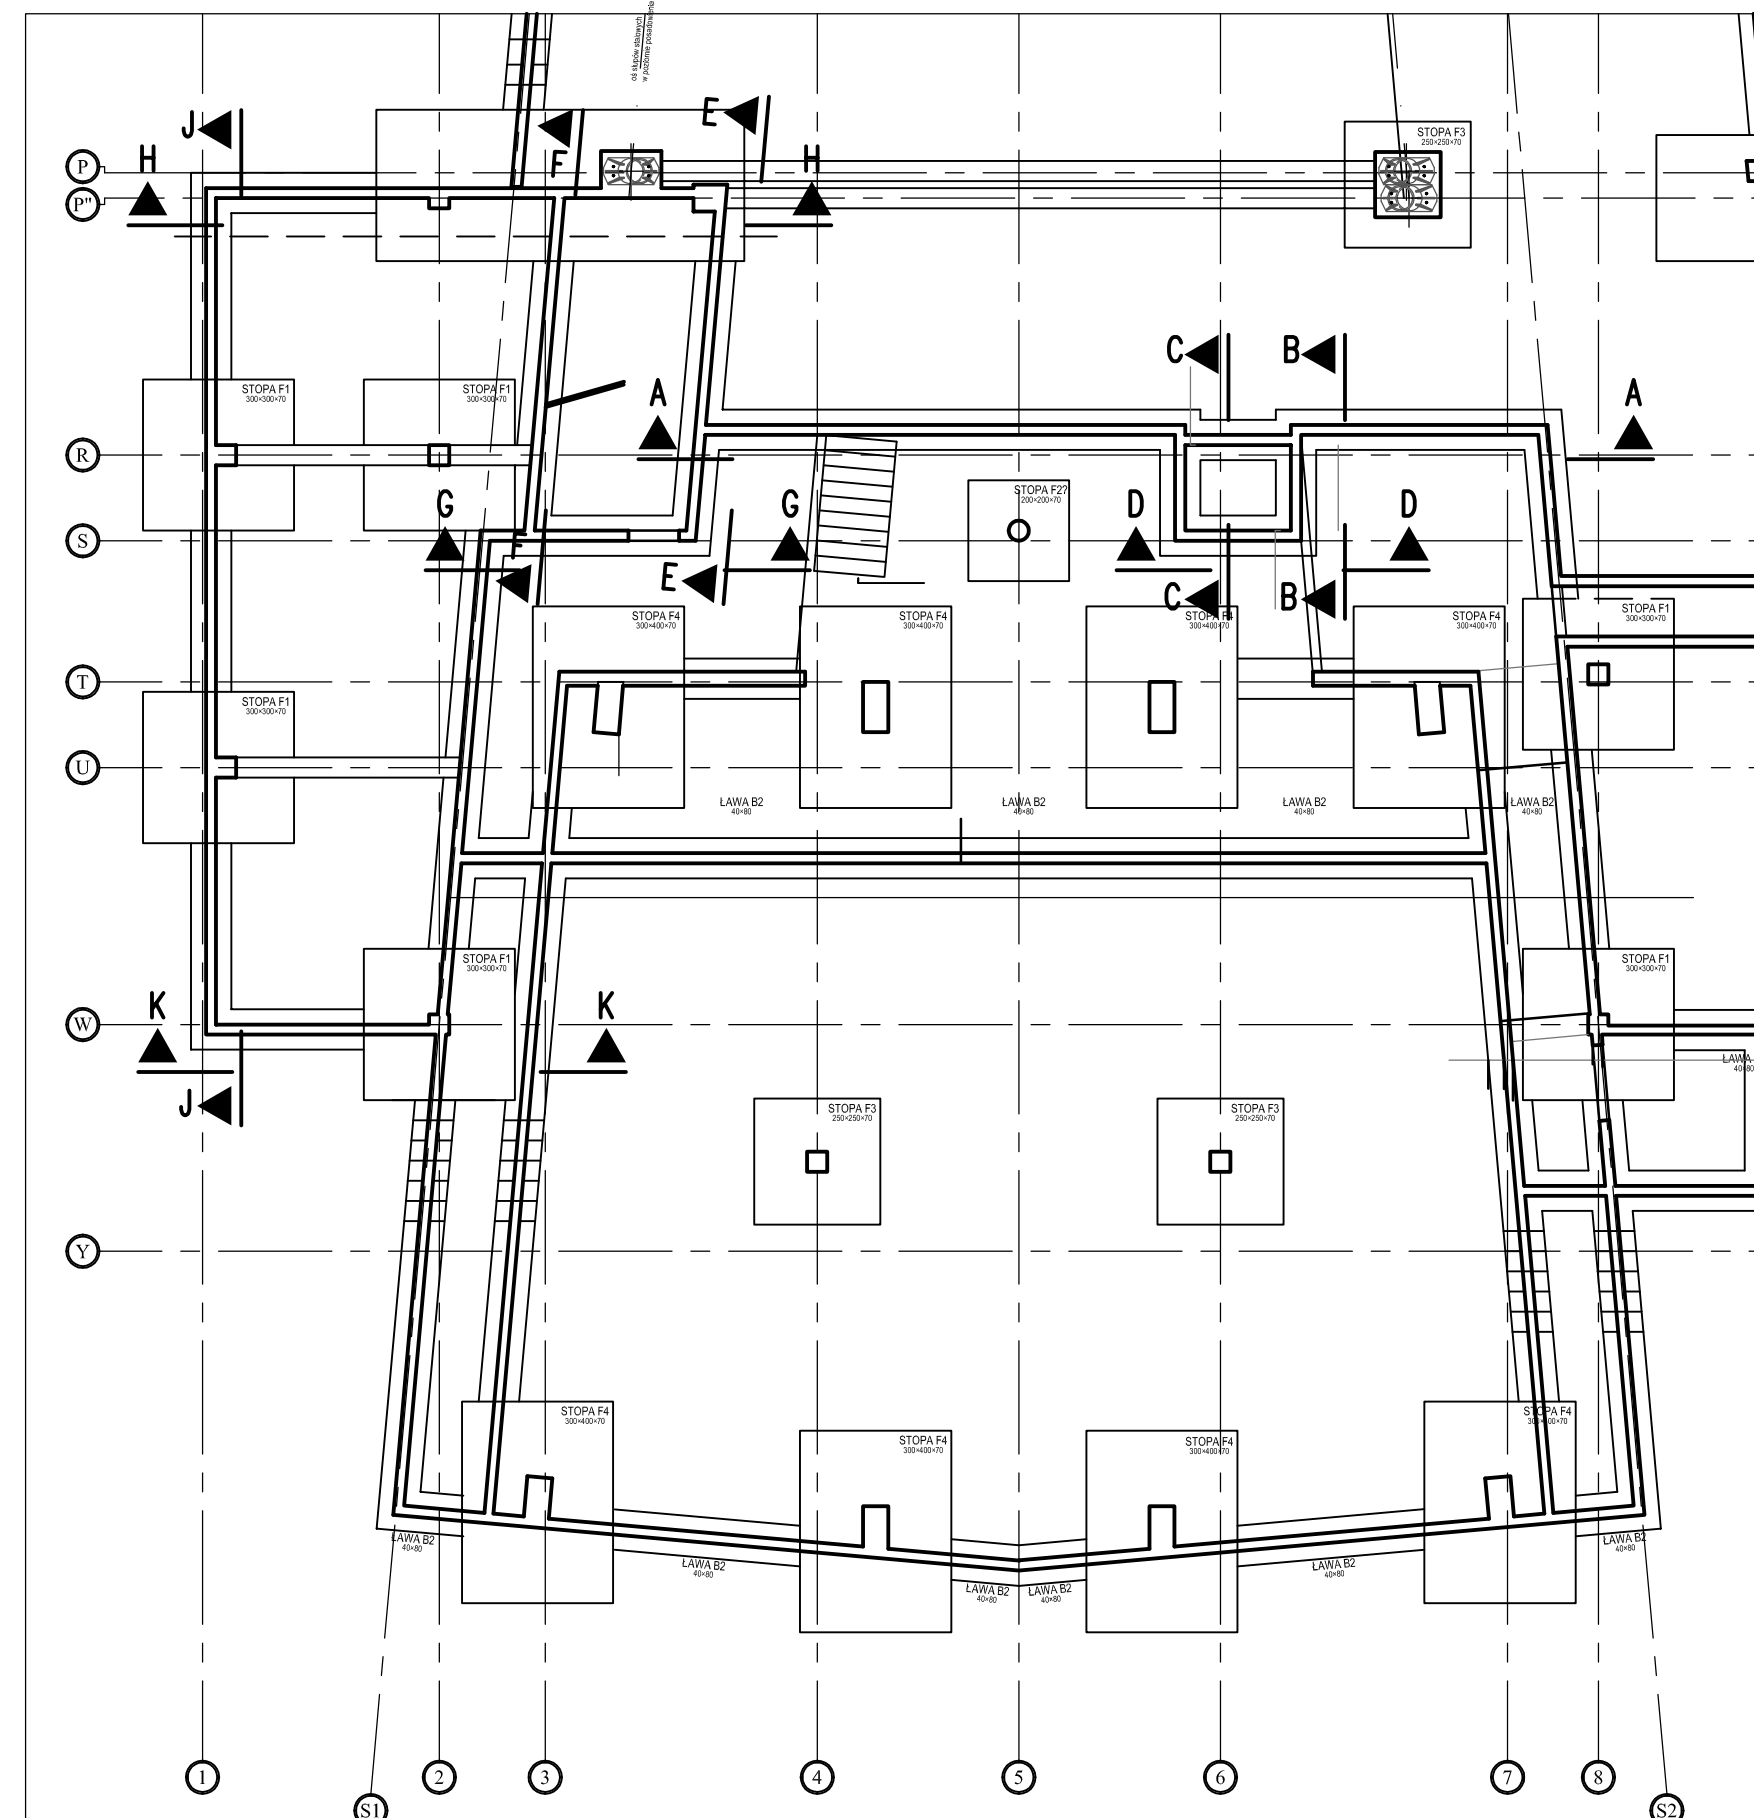 oś słupów stalowych
w poziomie posadowienia
E
J
F
STOPA F3
250×250×70
H
H
P
P"
C
B
STOPA F1
300×300×70
STOPA F1
300×300×70
A
A
R
G
G
STOPA F2?
200×200×70
D
D
S
F
E
C
B
STOPA F4
300×400×70
STOPA F4
300×400×70
STOPA F4
300×400×70
STOPA F4
300×400×70
STOPA F1
300×300×70
T
STOPA F1
300×300×70
U
ŁAWA B2
40×80
ŁAWA B2
40×80
ŁAWA B2
40×80
ŁAWA B2
40×80
STOPA F1
300×300×70
STOPA F1
300×300×70
K
K
W
ŁAWA
40×80
J
STOPA F3
250×250×70
STOPA F3
250×250×70
Y
STOPA F4
300×400×70
STOPA F4
300×400×70
STOPA F4
300×400×70
STOPA F4
300×400×70
ŁAWA B2
40×80
ŁAWA B2
40×80
ŁAWA B2
40×80
ŁAWA B2
40×80
ŁAWA B2
40×80
ŁAWA B2
40×80
1
2
3
4
5
6
7
8
S1
S2